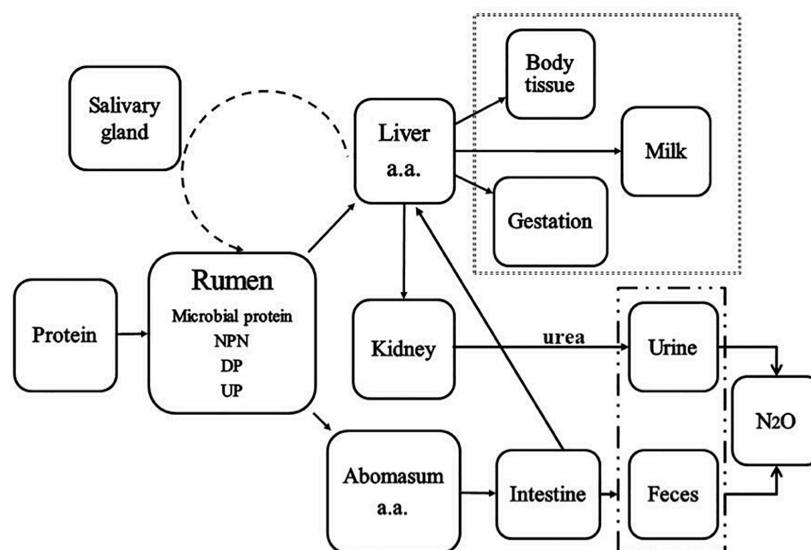 Salivary
gland
Liver
a.a.
Body
tissue
Milk
Gestation
Protein
Rumen
Microbial protein
NPN
DP
UP
Kidney
urea
Urine
N2O
Abomasum
a.a.
Intestine
Feces